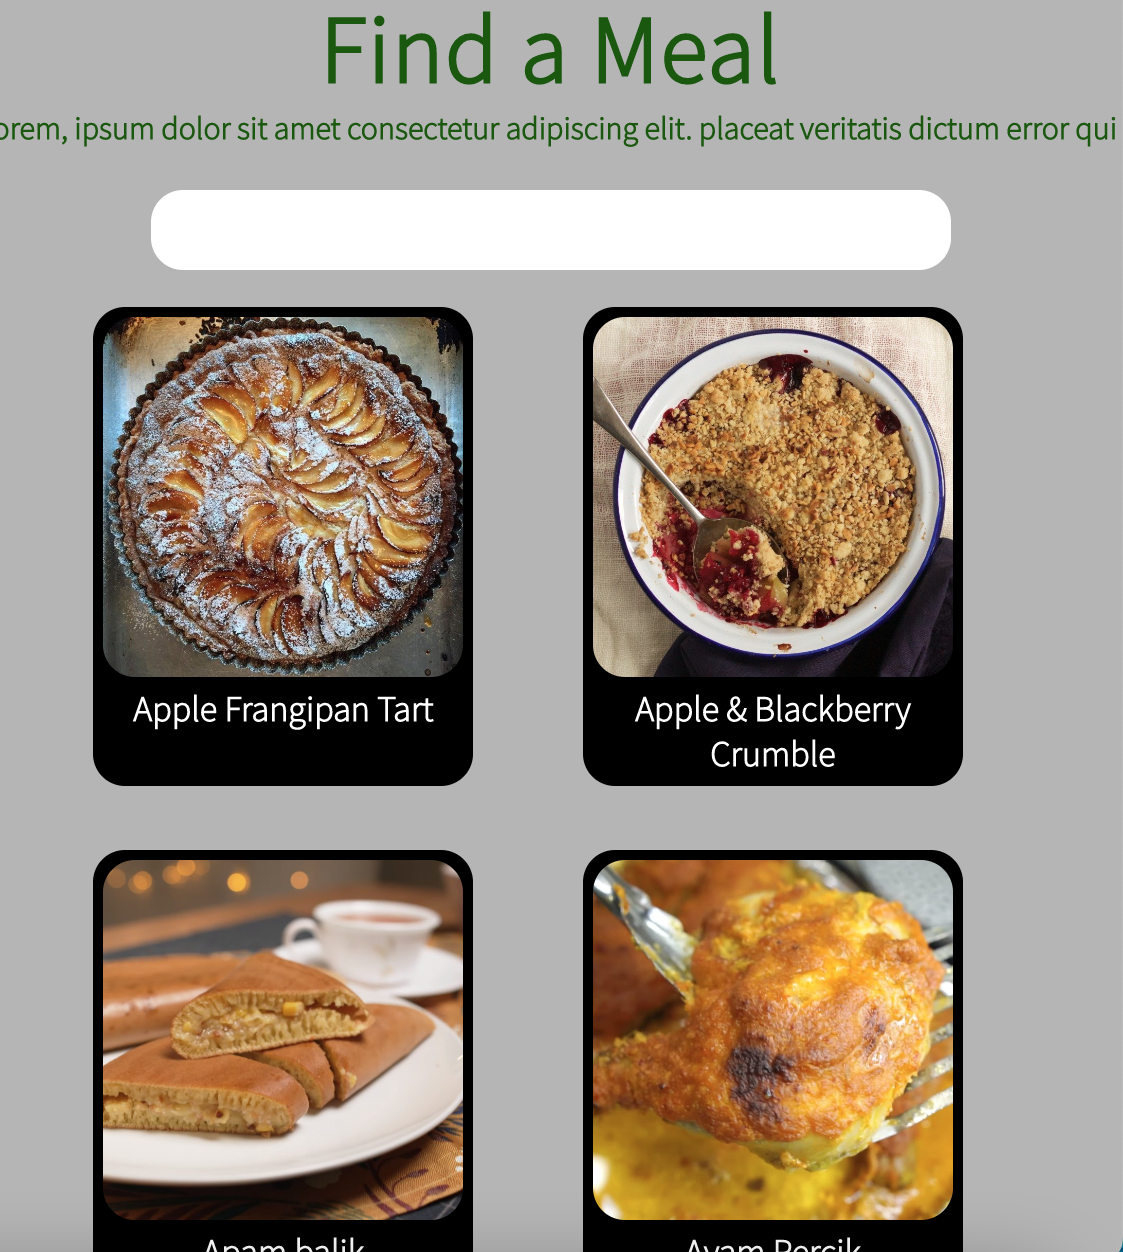 Find a Meal
orem, ipsum dolor sit amet consectetur adipiscing elit. placeat veritatis dictum error qui
Apple Frangipan Tart
Apple & Blackberry
Crumble
Apam balik
Ayam Percik